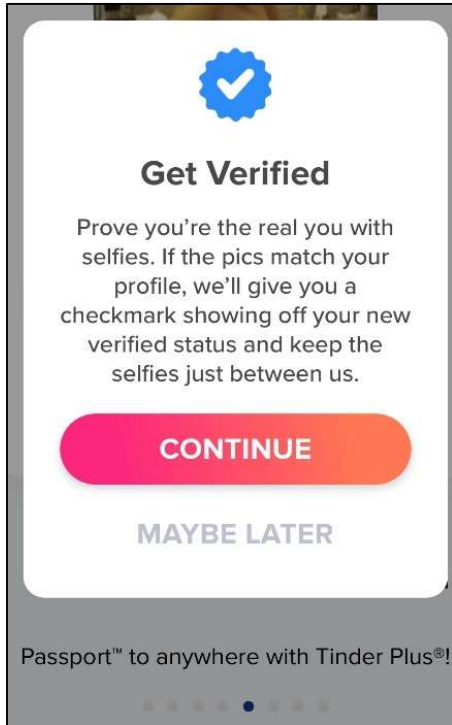 Get Verified
Prove you’re the real you with
selfies. If the pics match your
profile, we’ll give you a
checkmark showing off your new
verified status and keep the
selfies just between us.
CONTINUE
MAYBE LATER
Passport™ to anywhere with Tinder Plus®!